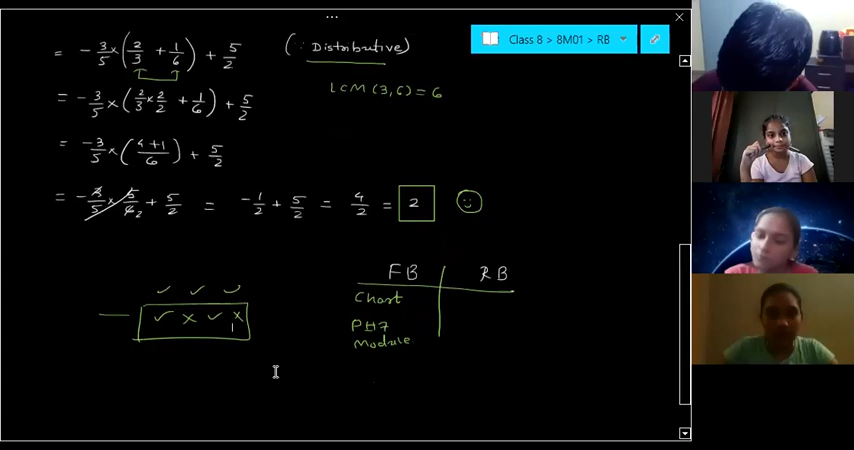 Class 8 > 8M01 > RB
= -3/5 × (2/3 + 1/6) + 5/2 (∵ Distributive)
= -3/5 × (2/3 × 2/2 + 1/6) + 5/2 LCM (3,6) = 6
= -3/5 × (4+1/6) + 5/2
= -3/5 × 5/6 2 + 5/2 = -1/2 + 5/2 = 4/2 = 2
FB RB
Chart
PH7
Module